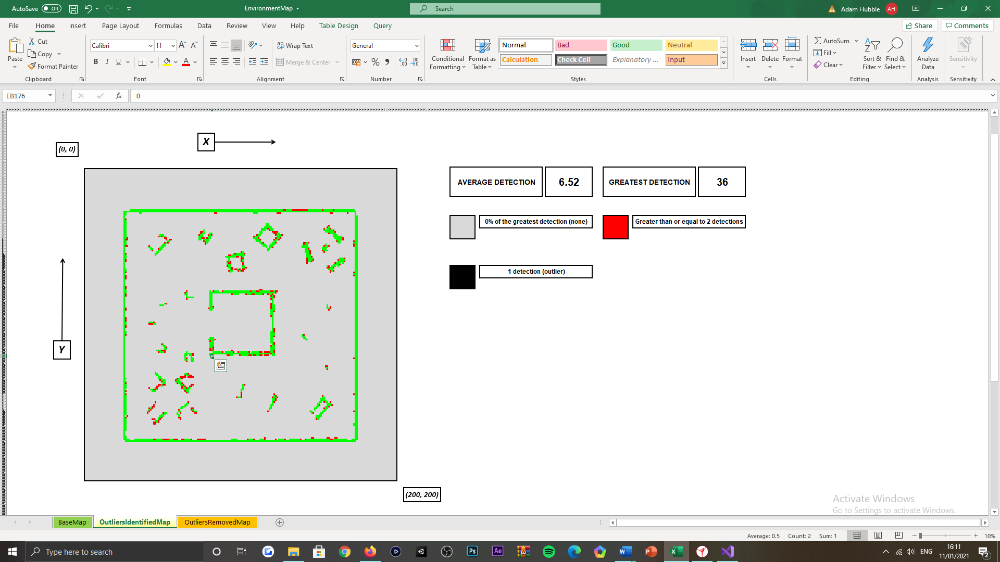 AutoSave Off
EnvironmentMap
Search
Adam Hubble AH
File Home Insert Page Layout Formulas Data Review View Help Table Design Query
Share Comments
Paste
Cut
Copy
Format Painter
Clipboard
Calibri 11
B I U
Font
Wrap Text
Merge & Center
Alignment
General
Number
Conditional Formatting
Format as Table
Normal Bad Good Neutral
Calculation Check Cell Explanatory ... Input
Styles
Insert Delete Format
Cells
AutoSum
Fill
Clear
Sort & Filter
Find & Select
Editing
Analyze Data
Analysis
Sensitivity
Sensitivity
EB176 fx 0
X
(0, 0)
AVERAGE DETECTION 6.52 GREATEST DETECTION 36
0% of the greatest detection (none) Greater than or equal to 2 detections
1 detection (outlier)
Y
(200, 200)
Activate Windows
Go to Settings to activate Windows.
BaseMap OutliersIdentifiedMap OutliersRemovedMap
Average: 0.5 Count: 2 Sum: 1 10%
Type here to search
Ps Ae
ENG
16:11
11/01/2021
2